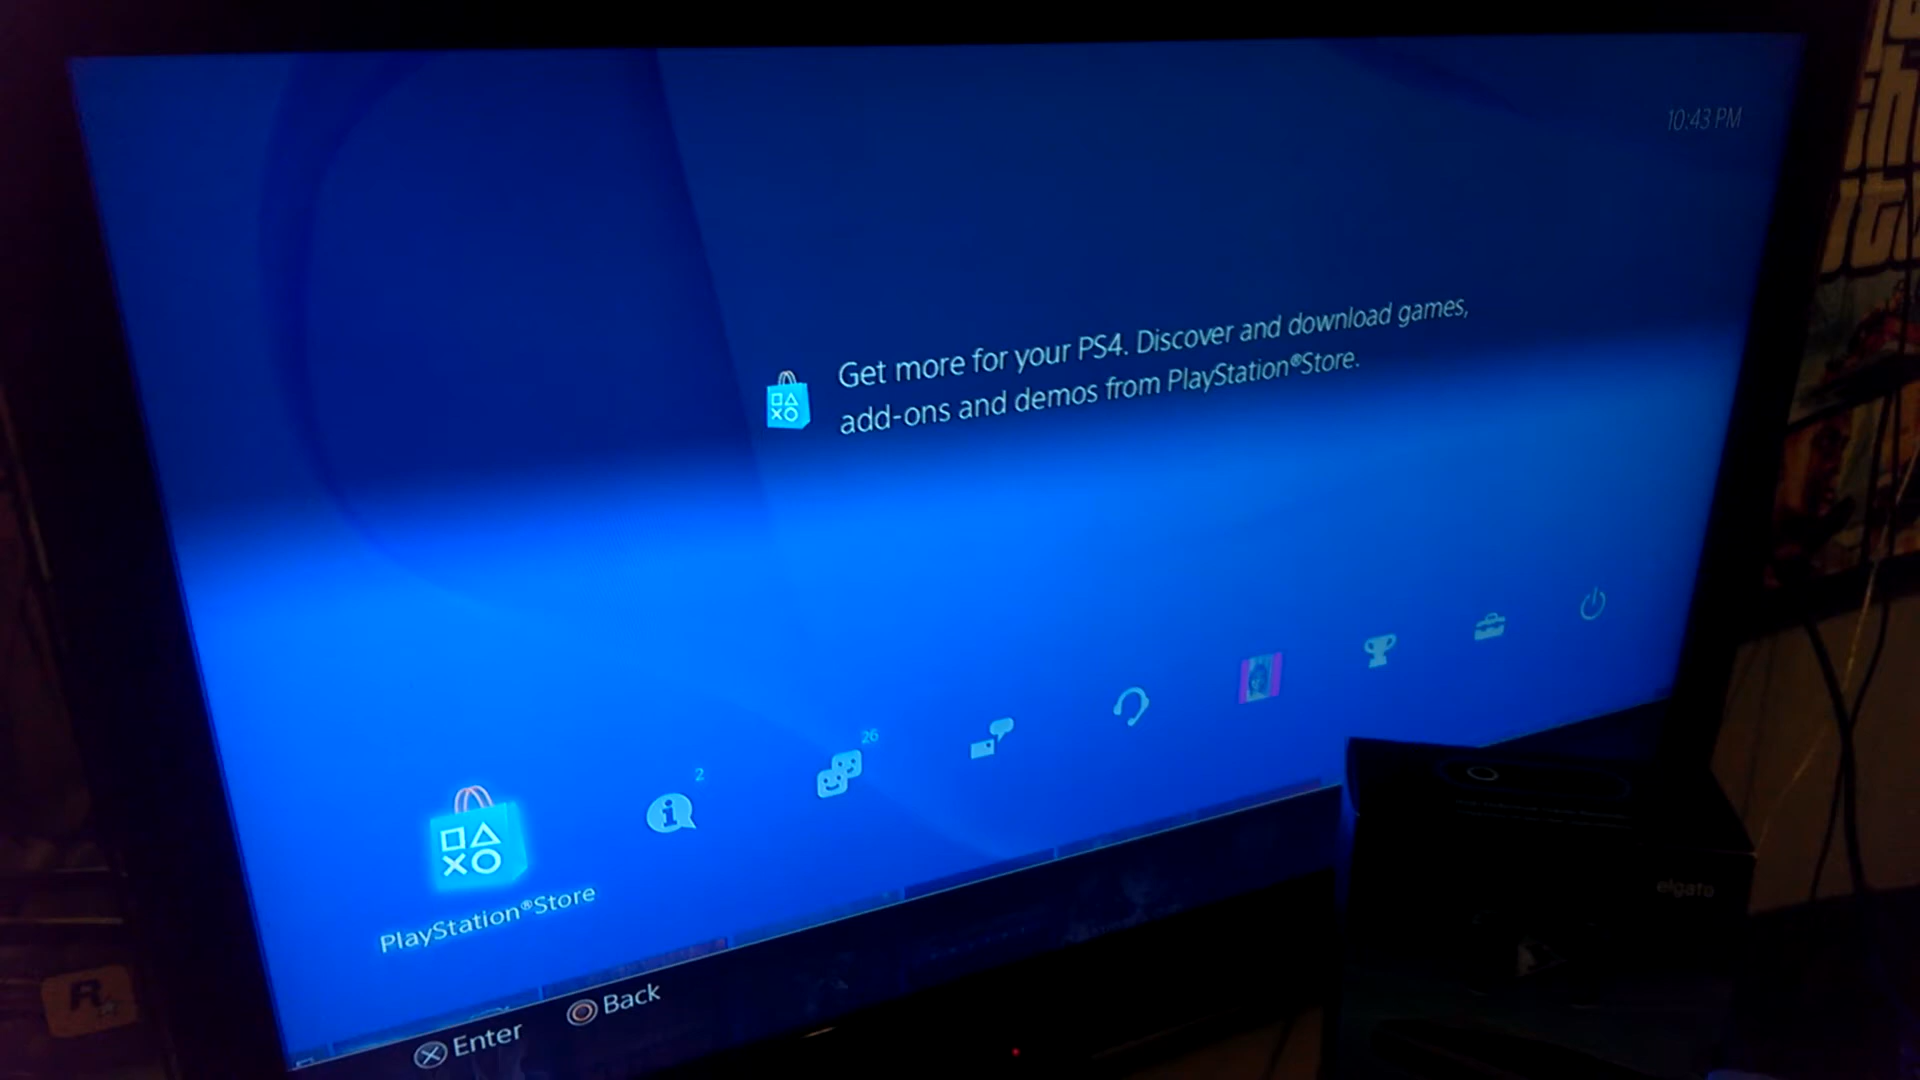 10:43 PM
Get more for your PS4. Discover and download games,
add-ons and demos from PlayStation®Store.
2
26
PlayStation®Store
Enter
Back
elgato
R